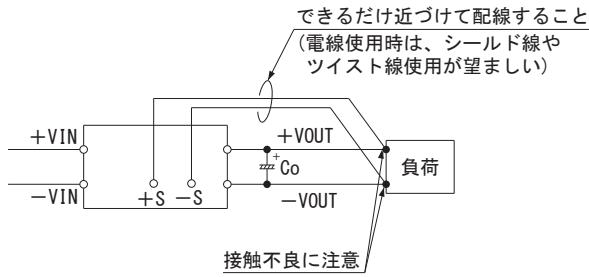 できるだけ近づけて配線すること
(電線使用時は、シールド線や
ツイスト線使用が望ましい)
+VIN
+VOUT
+
Co
負荷
-VIN
+S
-S
-VOUT
接触不良に注意